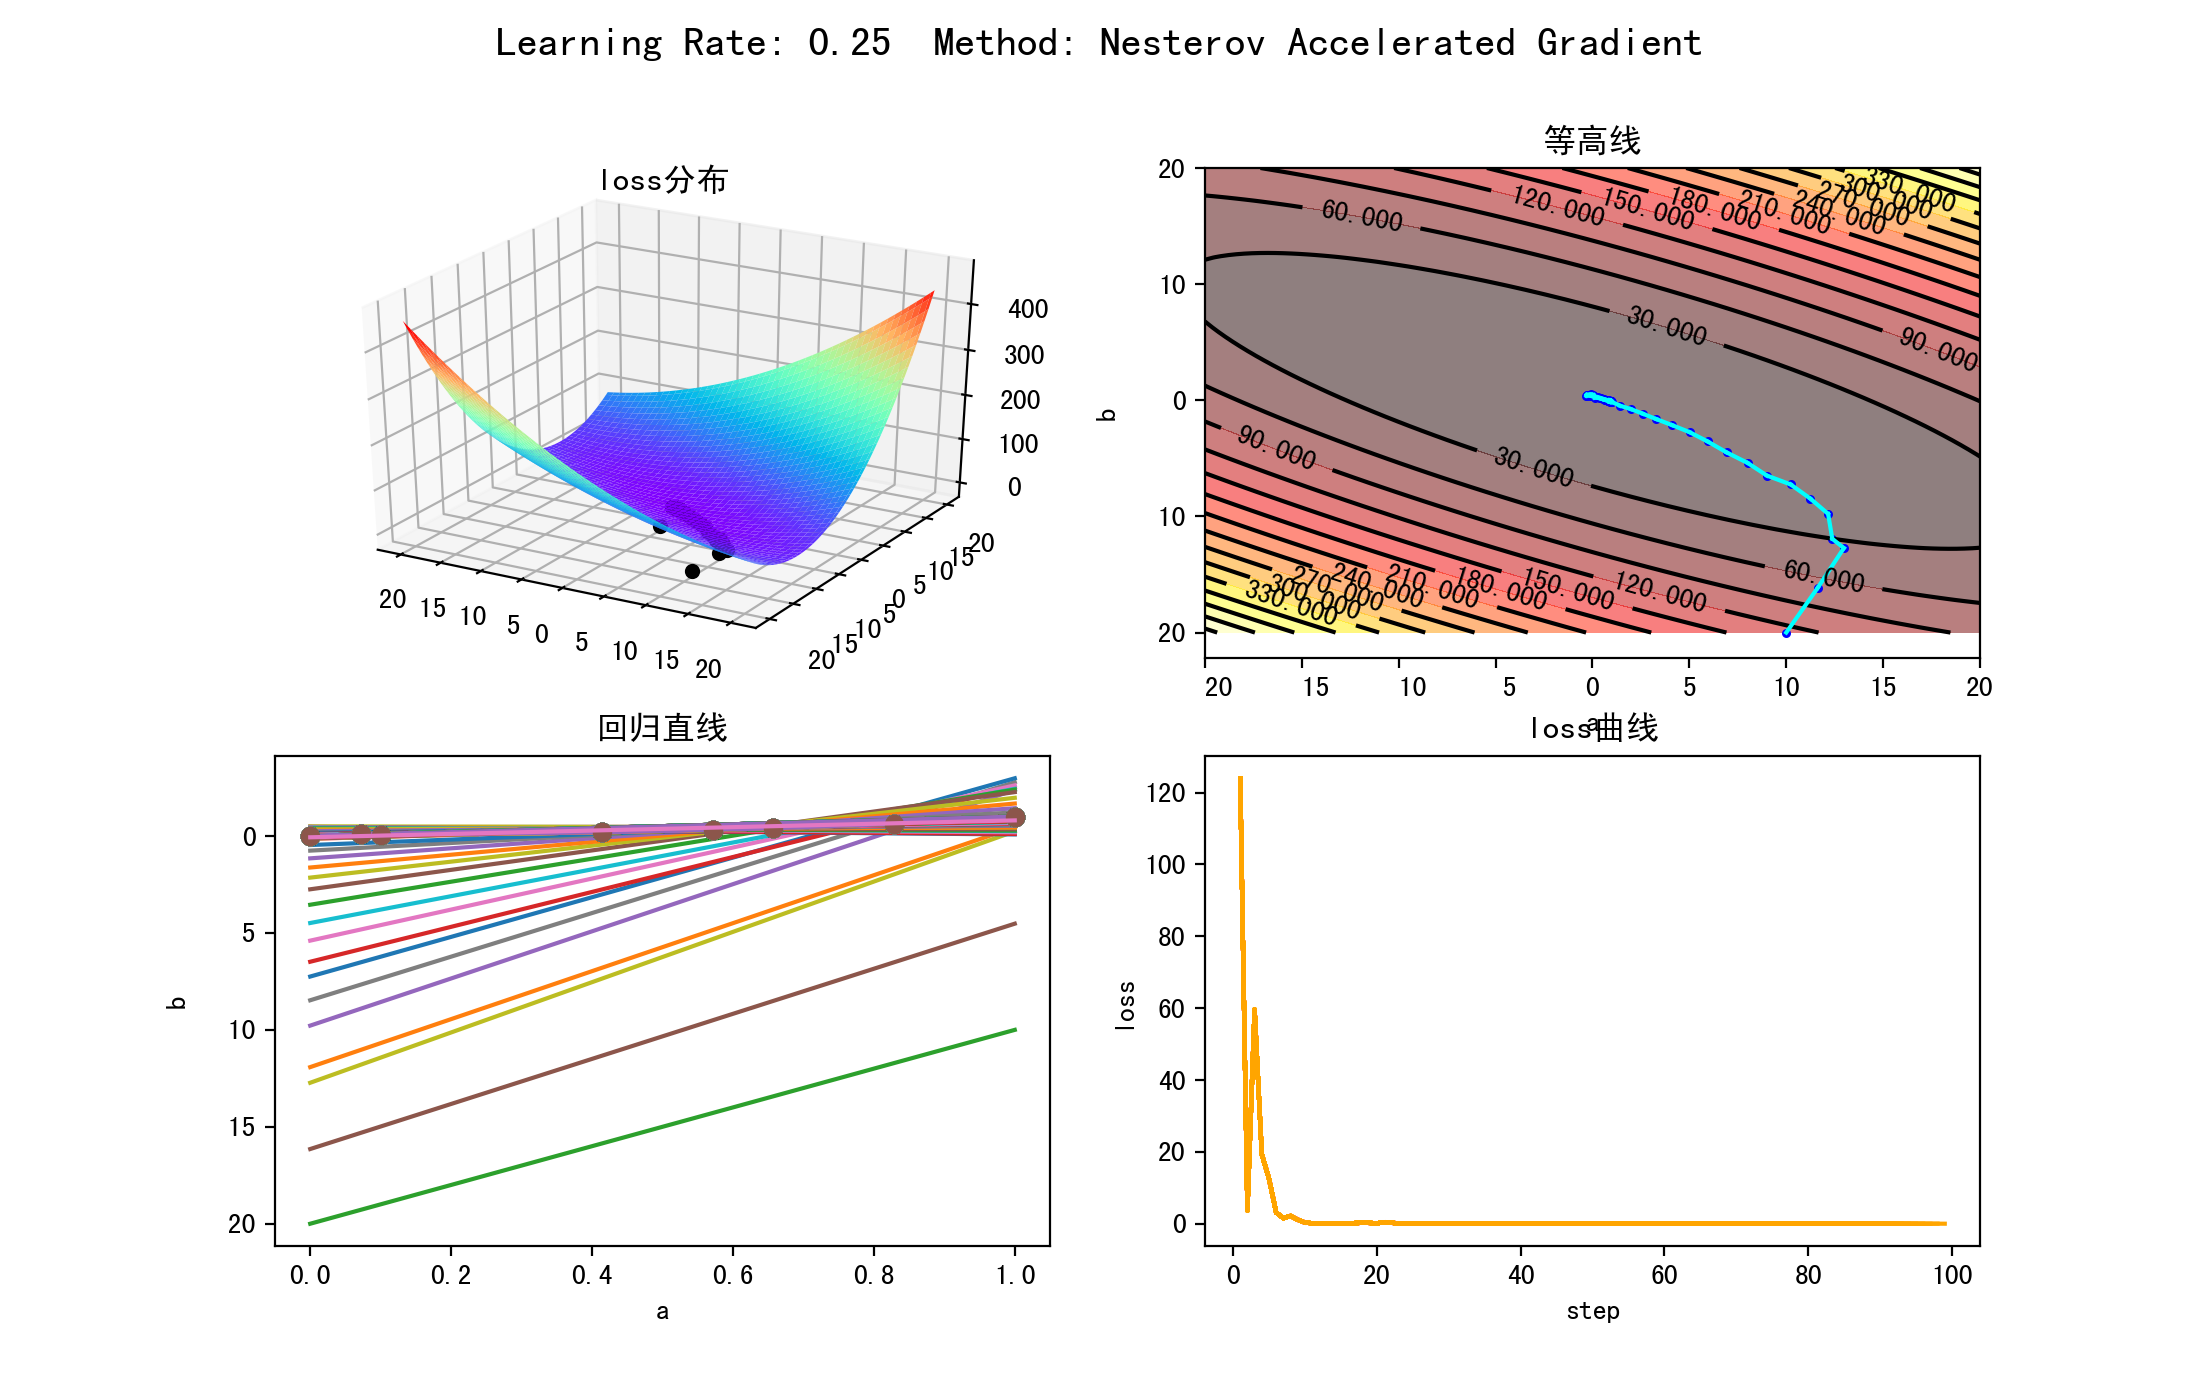 Learning Rate: 0.25  Method: Nesterov Accelerated Gradient
loss分布
400
300
200
100
0
20 15 10 5 0 5 10 15 20
20 15 10 5 0 5 10 15 20
等高线
20
10
0
10
20
b
60.000 120.000 150.000 180.000 210.000 240.000 270.000 300.000 330.000
30.000 90.000
90.000 30.000
330.000 300.000 270.000 240.000 210.000 180.000 150.000 120.000 60.000
20 15 10 5 0 5 10 15 20
a
回归直线
0
5
10
15
20
b
0.0 0.2 0.4 0.6 0.8 1.0
a
loss曲线
120
100
80
60
40
20
0
loss
0 20 40 60 80 100
step